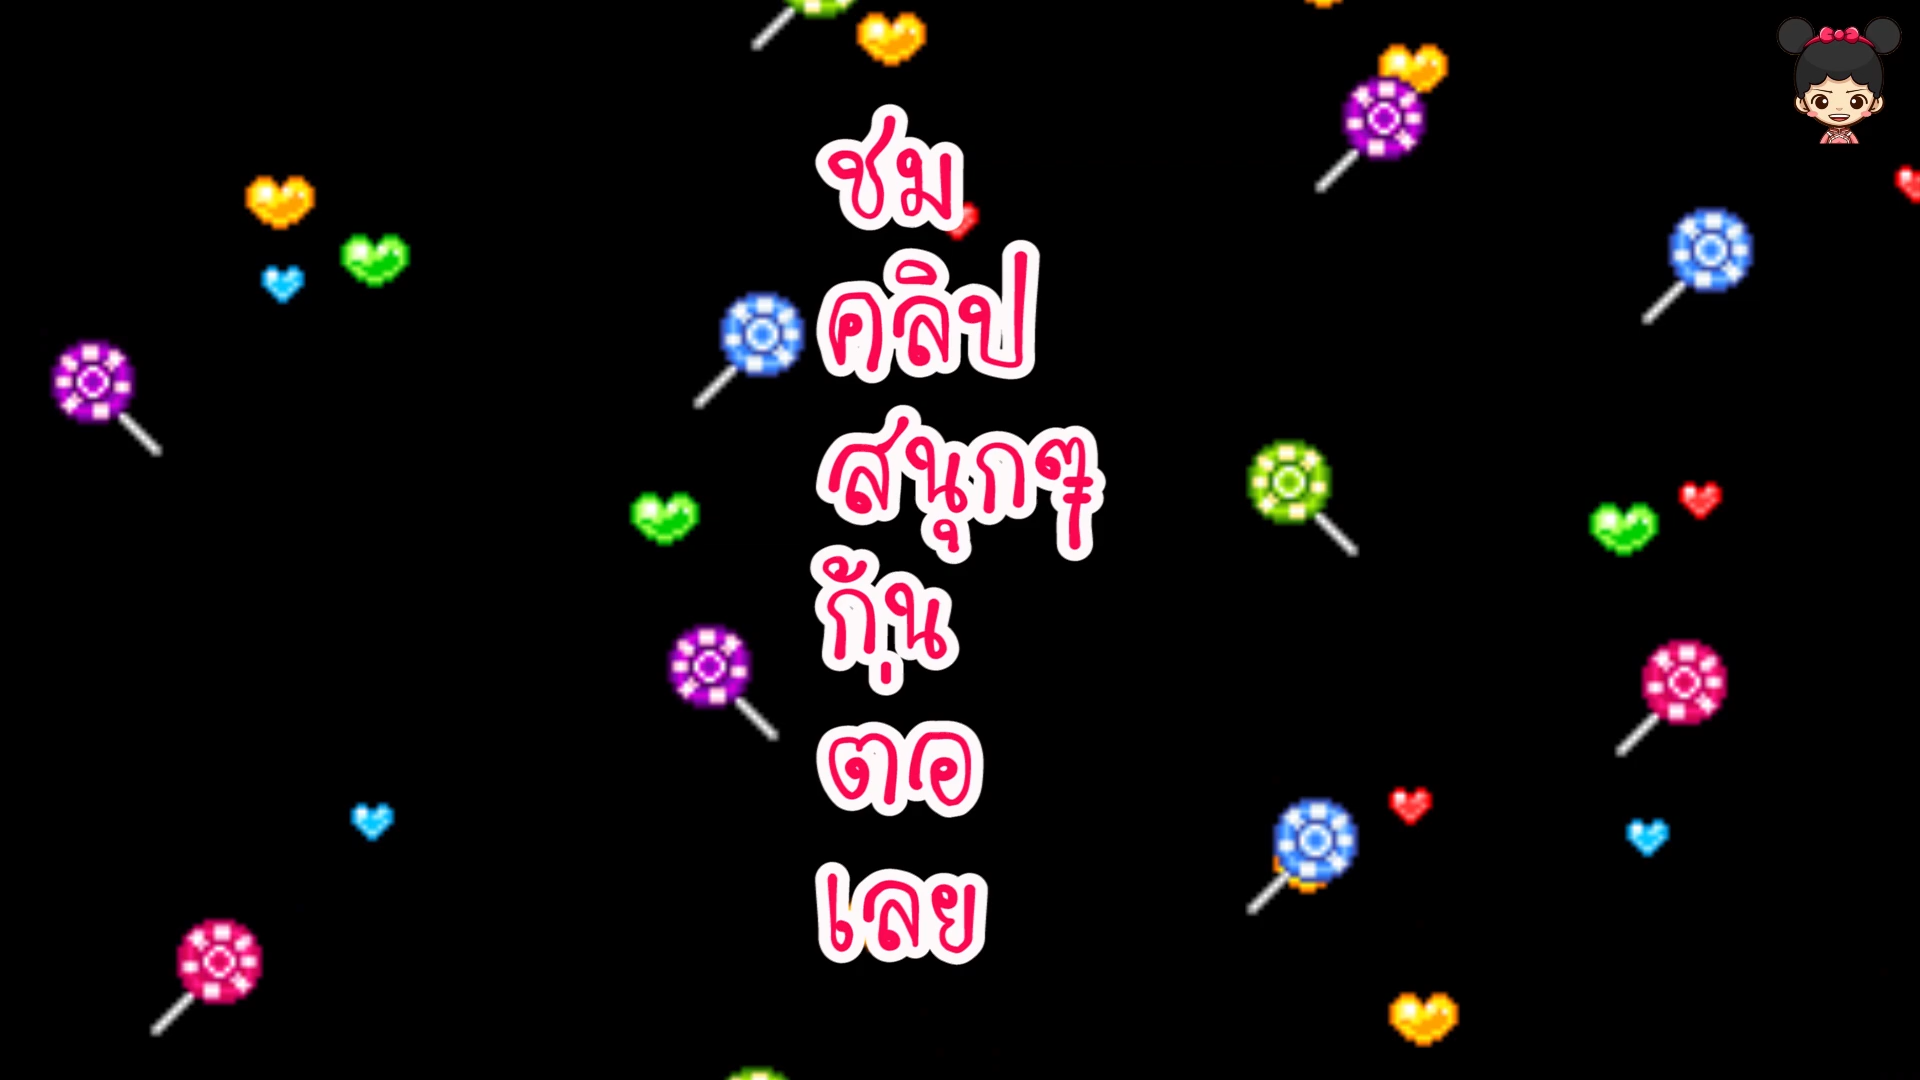 ชม
คลิป
สนุกๆ
กั่น
ตอ
เลย